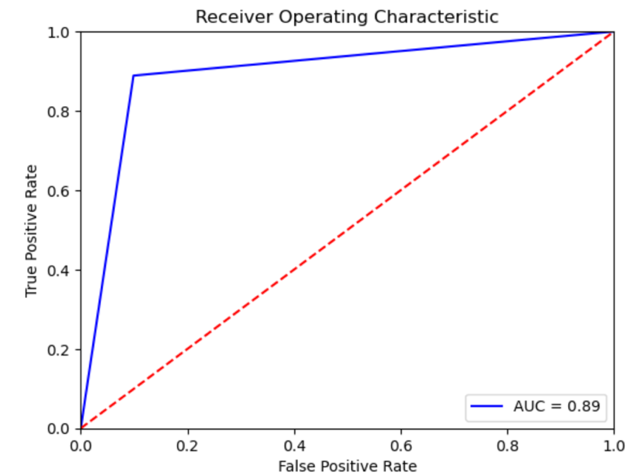 Receiver Operating Characteristic
1.0
0.8
0.6
0.4
0.2
0.0
True Positive Rate
AUC = 0.89
0.0 0.2 0.4 0.6 0.8 1.0
False Positive Rate